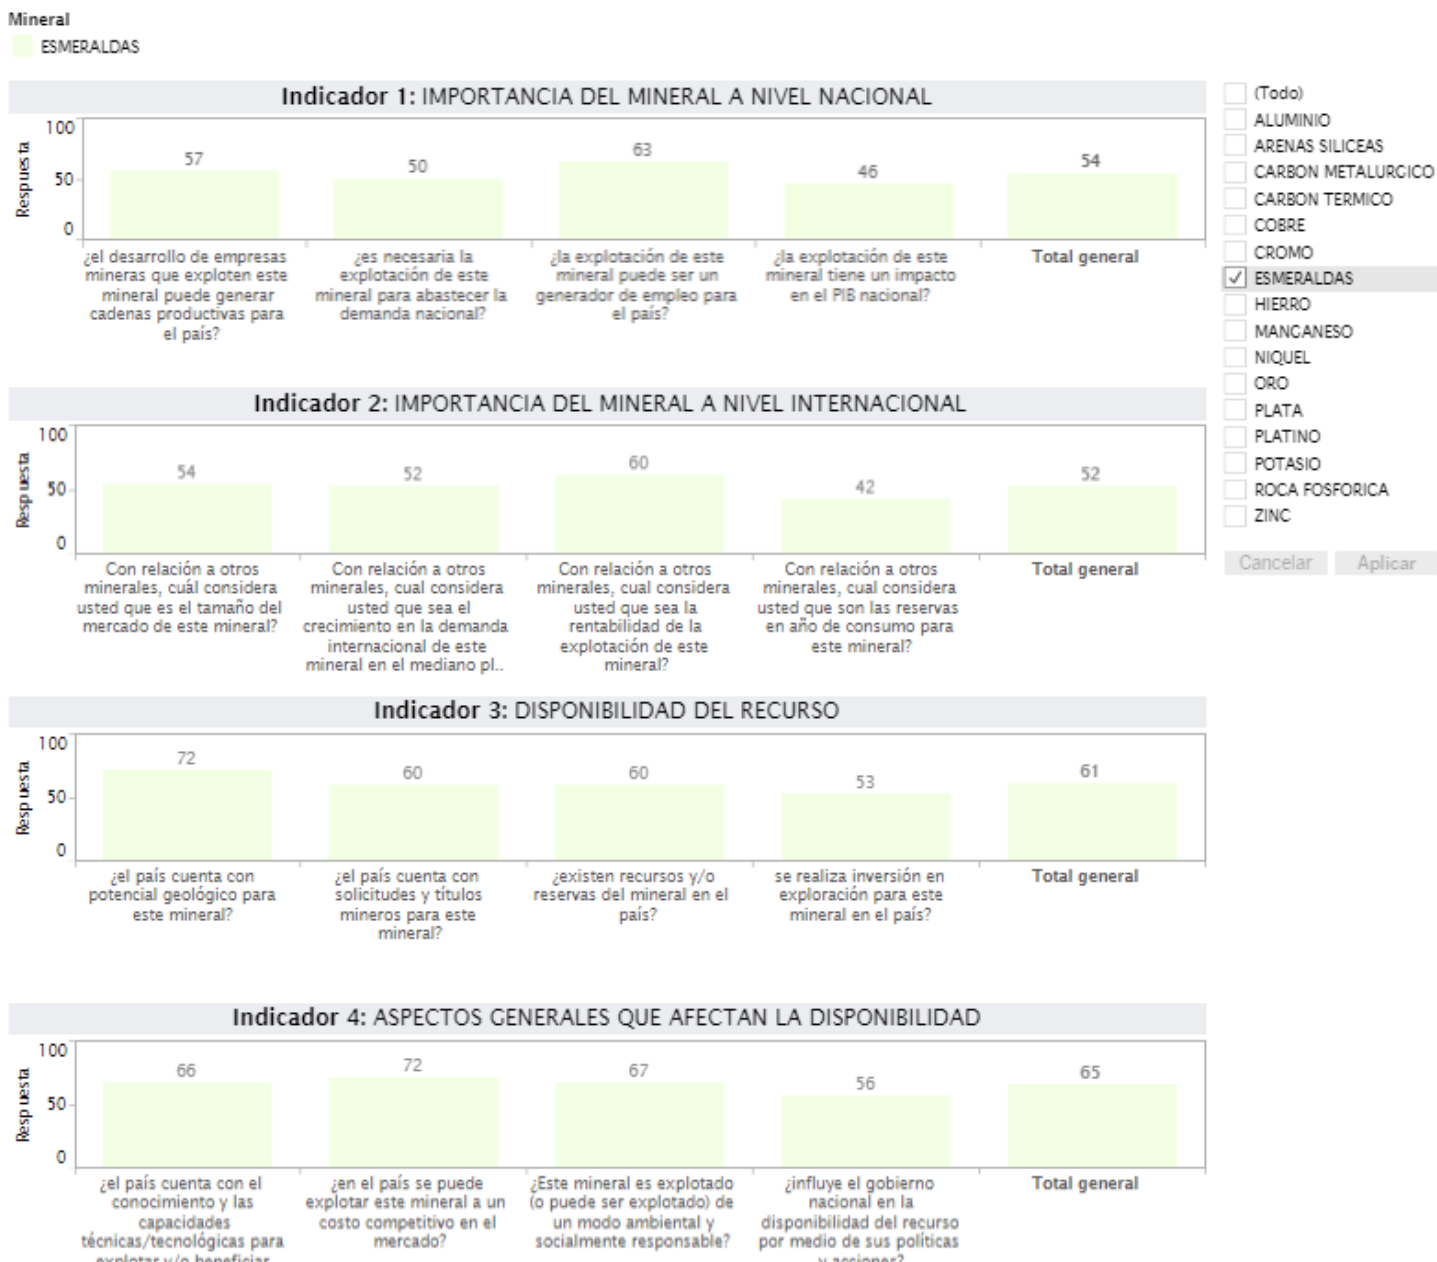 Mineral
ESMERALDAS
Indicador 1: IMPORTANCIA DEL MINERAL A NIVEL NACIONAL
Respuesta
100
50
0
57
50
63
46
54
¿el desarrollo de empresas
mineras que exploten este
mineral puede generar
cadenas productivas para
el país?
¿es necesaria la
explotación de este
mineral para abastecer la
demanda nacional?
¿la explotación de este
mineral puede ser un
generador de empleo para
el país?
¿la explotación de este
mineral tiene un impacto
en el PIB nacional?
Total general
(Todo)
ALUMINIO
ARENAS SILICEAS
CARBON METALURGICO
CARBON TERMICO
COBRE
CROMO
ESMERALDAS
HIERRO
MANGANESO
NIQUEL
ORO
PLATA
PLATINO
POTASIO
ROCA FOSFORICA
ZINC
Cancelar
Aplicar
Indicador 2: IMPORTANCIA DEL MINERAL A NIVEL INTERNACIONAL
Respuesta
100
50
0
54
52
60
42
52
Con relación a otros
minerales, cuál considera
usted que es el tamaño del
mercado de este mineral?
Con relación a otros
minerales, cual considera
usted que sea el
crecimiento en la demanda
internacional de este
mineral en el mediano pl..
Con relación a otros
minerales, cual considera
usted que sea la
rentabilidad de la
explotación de este
mineral?
Con relación a otros
minerales, cual considera
usted que son las reservas
en año de consumo para
este mineral?
Total general
Indicador 3: DISPONIBILIDAD DEL RECURSO
Respuesta
100
50
0
72
60
60
53
61
¿el país cuenta con
potencial geológico para
este mineral?
¿el país cuenta con
solicitudes y títulos
mineros para este
mineral?
¿existen recursos y/o
reservas del mineral en el
país?
se realiza inversión en
exploración para este
mineral en el país?
Total general
Indicador 4: ASPECTOS GENERALES QUE AFECTAN LA DISPONIBILIDAD
Respuesta
100
50
0
66
72
67
56
65
¿el país cuenta con el
conocimiento y las
capacidades
técnicas/tecnológicas para
explotar y/o beneficiar
¿en el país se puede
explotar este mineral a un
costo competitivo en el
mercado?
¿Este mineral es explotado
(o puede ser explotado) de
un modo ambiental y
socialmente responsable?
¿influye el gobierno
nacional en la
disponibilidad del recurso
por medio de sus políticas
y acciones?
Total general